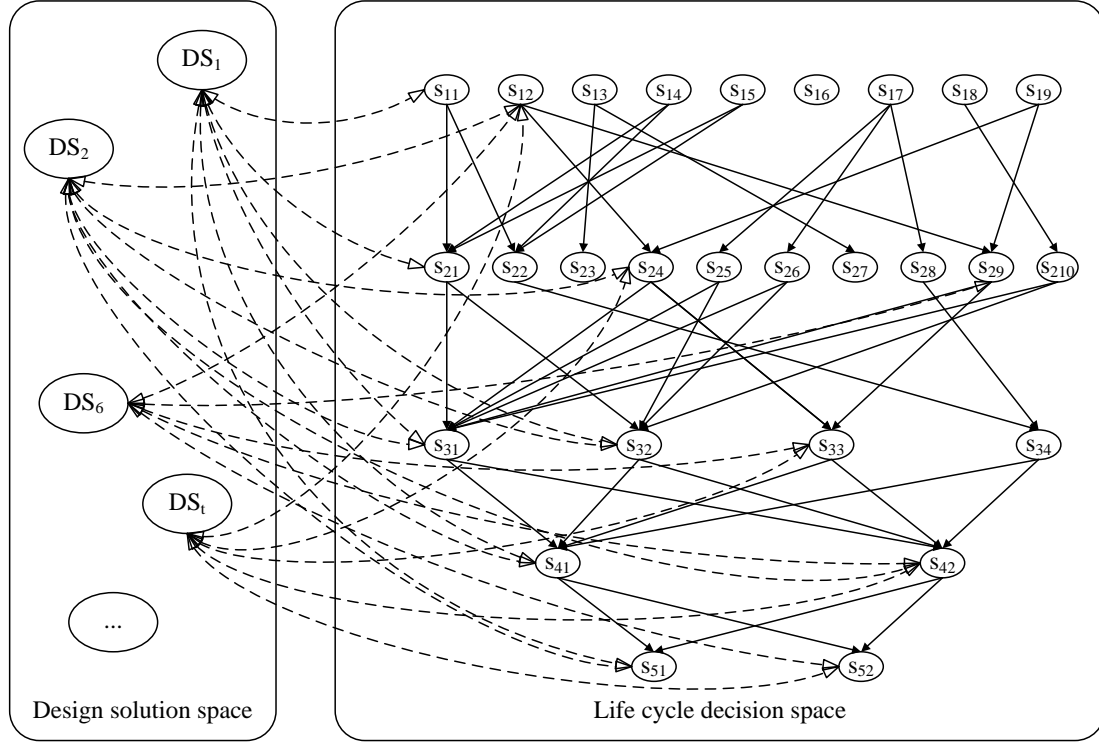 DS₁
s₁₁ s₁₂ s₁₃ s₁₄ s₁₅ s₁₆ s₁₇ s₁₈ s₁₉
DS₂
s₂₁ s₂₂ s₂₃ s₂₄ s₂₅ s₂₆ s₂₇ s₂₈ s₂₉ s₂₁₀
DS₆
s₃₁ s₃₂ s₃₃ s₃₄
DSₜ
s₄₁ s₄₂
...
s₅₁ s₅₂
Design solution space
Life cycle decision space